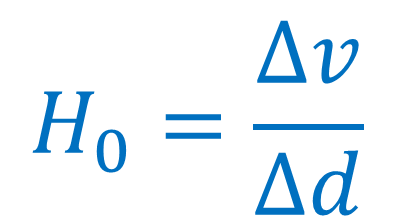 H₀ = Δv / Δd